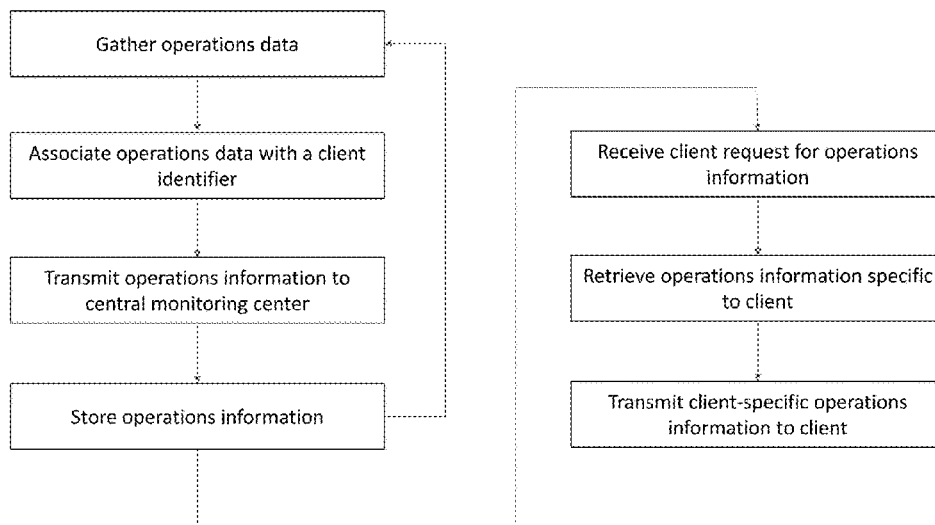 Gather operations data
Associate operations data with a client
identifier
Transmit operations information to
central monitoring center
Store operations information
Receive client request for operations
information
Retrieve operations information specific
to client
Transmit client-specific operations
information to client